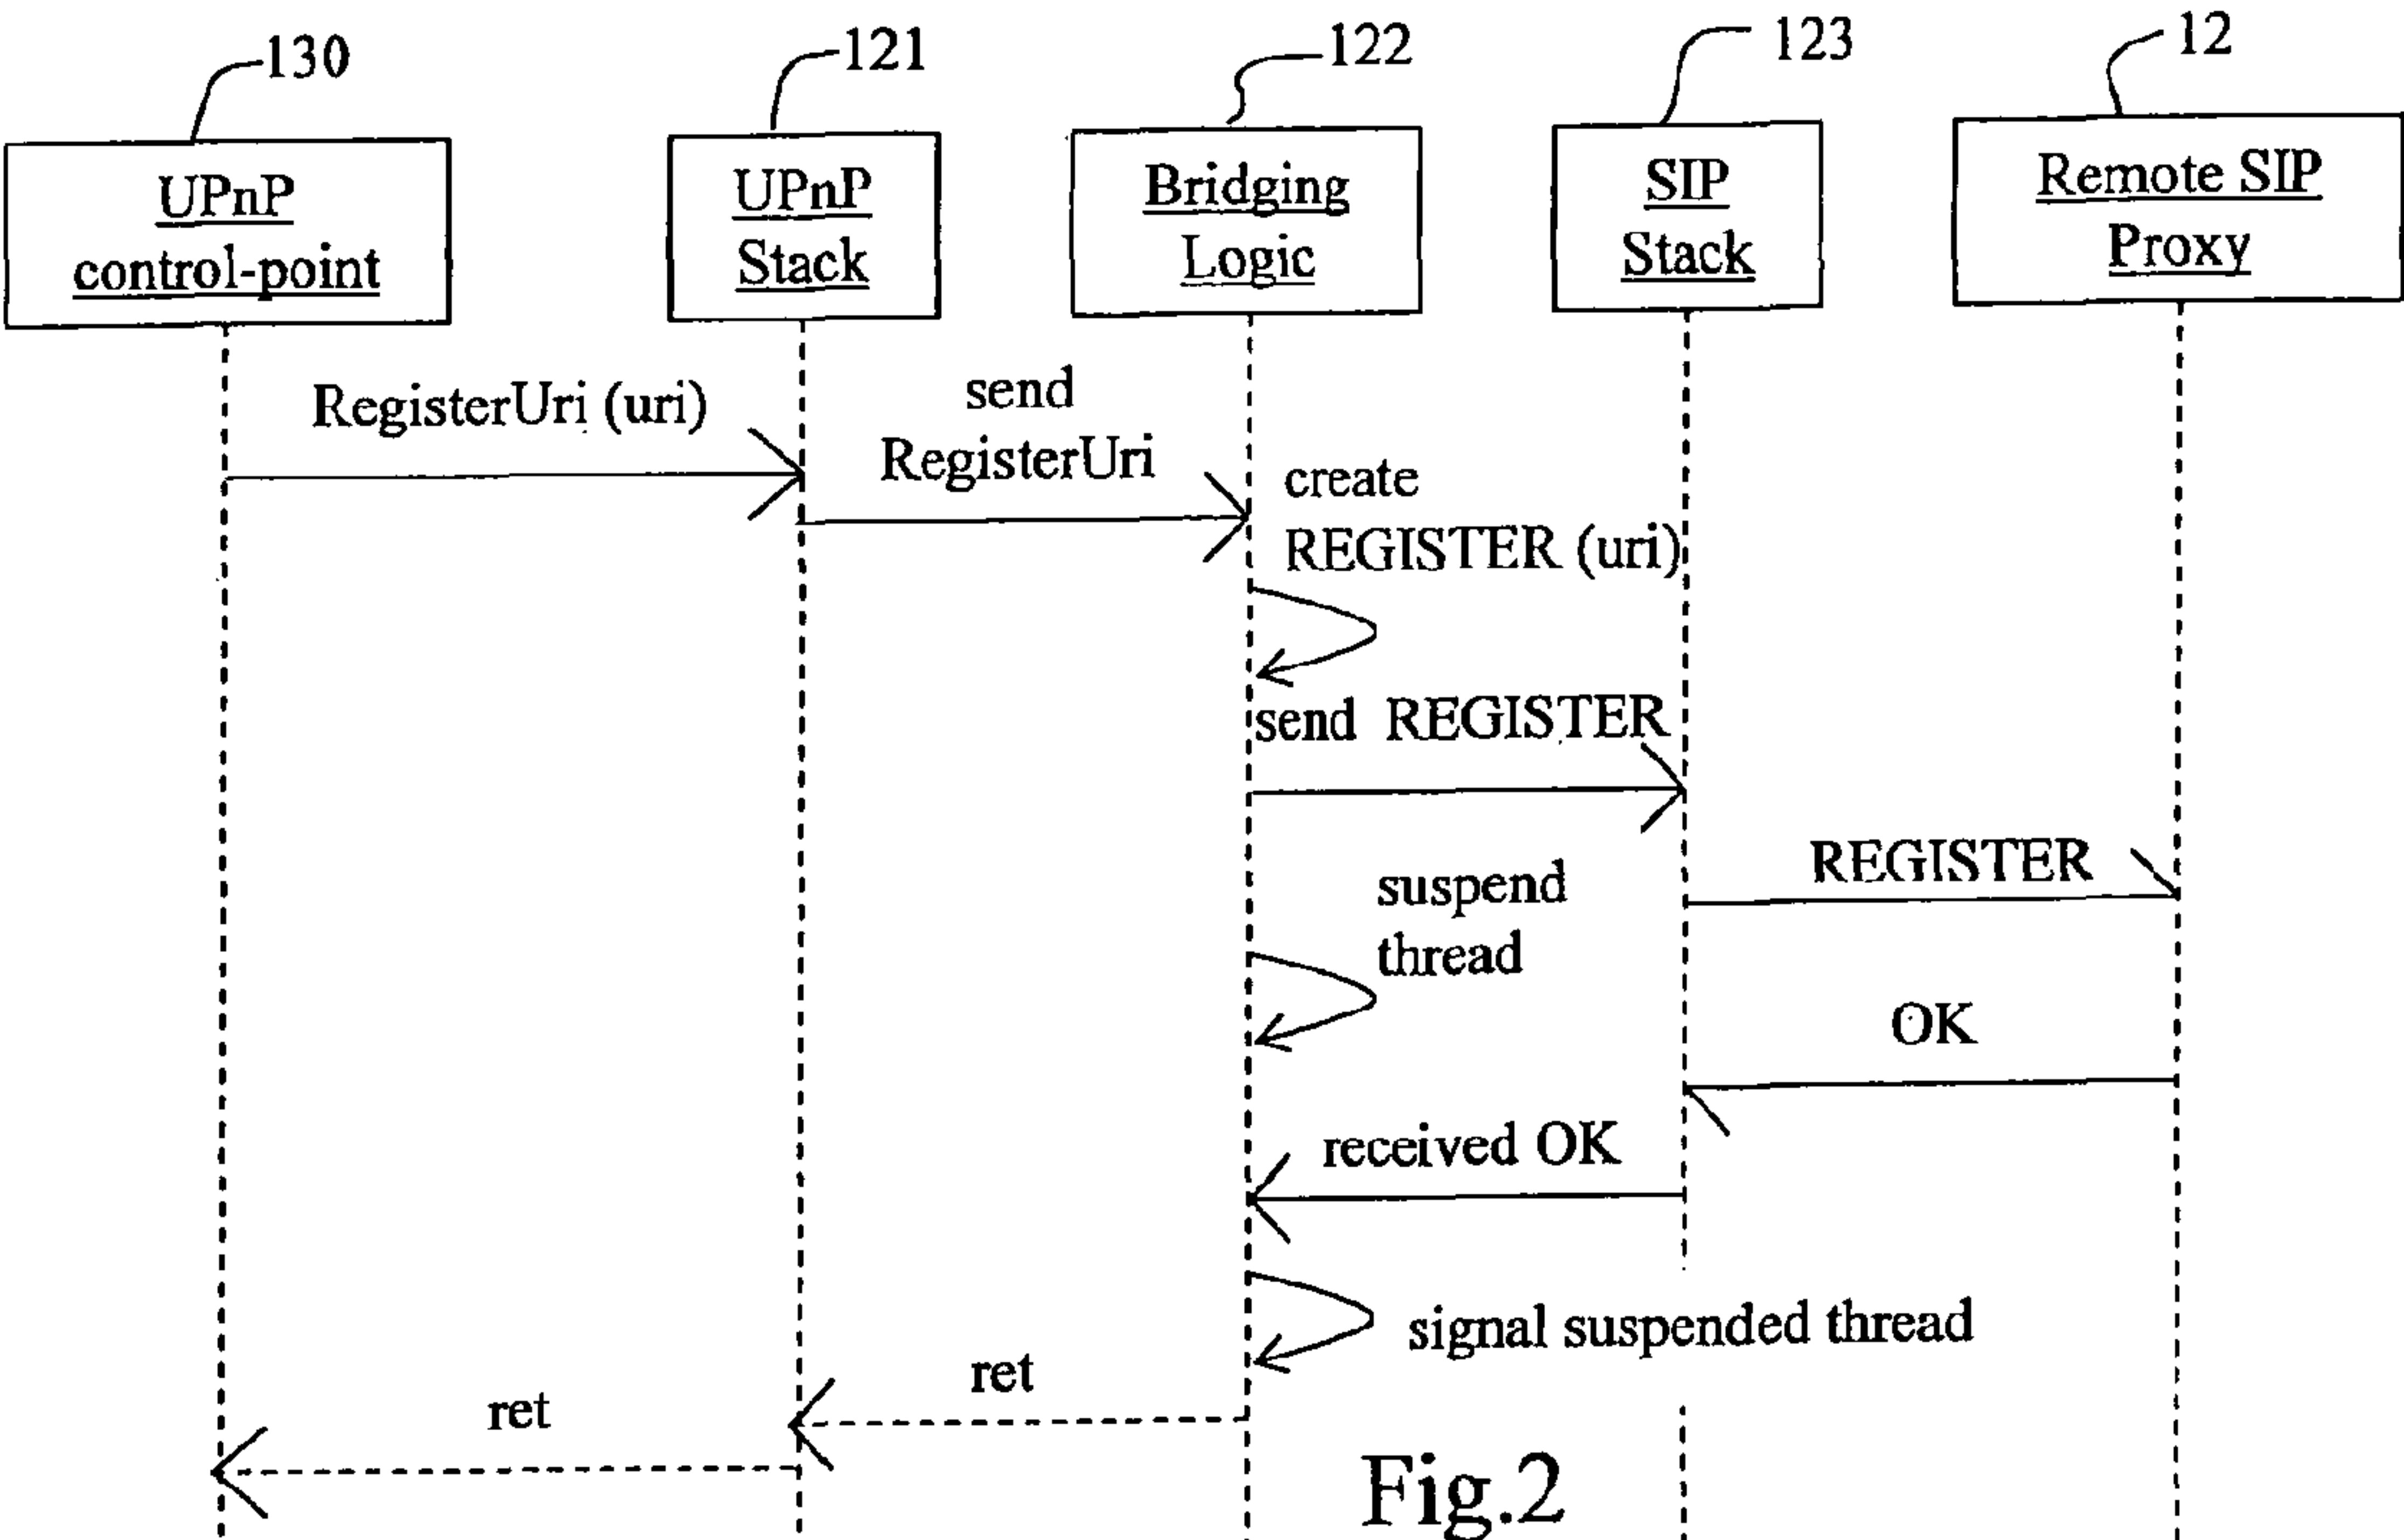 130
121
122
123
12
UPnP
control-point
UPnP
Stack
Bridging
Logic
SIP
Stack
Remote SIP
Proxy
RegisterUri (uri)
send
RegisterUri
create
REGISTER (uri)
send REGISTER
REGISTER
suspend
thread
OK
received OK
signal suspended thread
ret
ret
Fig.2